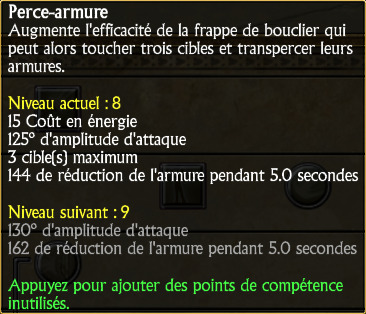 Perce-armure
Augmente l'efficacité de la frappe de bouclier qui
peut alors toucher trois cibles et transpercer leurs
armures.
Niveau actuel : 8
15 Coût en énergie
125° d'amplitude d'attaque
3 cible(s) maximum
144 de réduction de l'armure pendant 5.0 secondes
Niveau suivant : 9
130° d'amplitude d'attaque
162 de réduction de l'armure pendant 5.0 secondes
Appuyez pour ajouter des points de compétence
inutilisés.